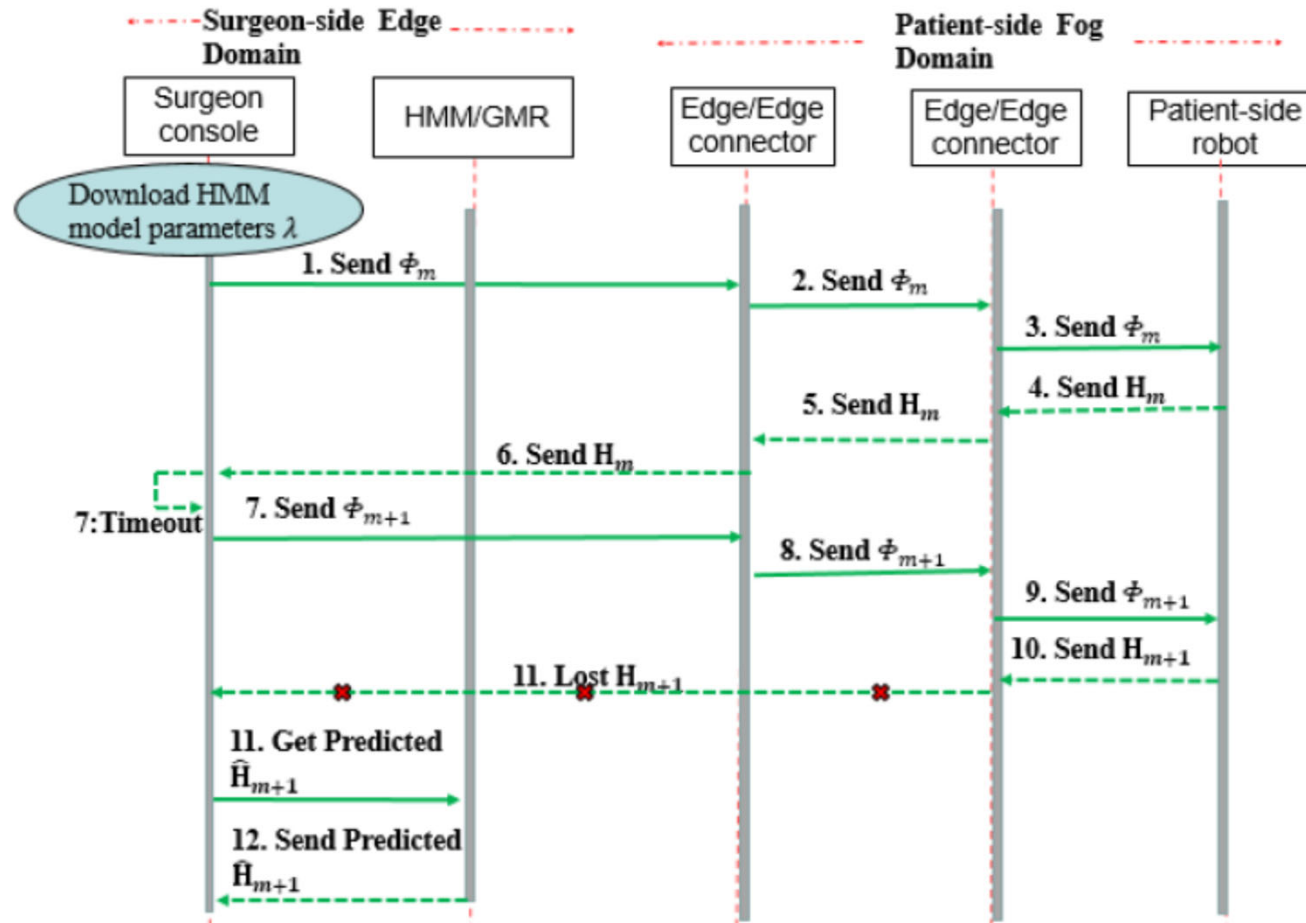 Surgeon-side Edge
Domain
Patient-side Fog
Domain
Surgeon
console
HMM/GMR
Edge/Edge
connector
Edge/Edge
connector
Patient-side
robot
Download HMM
model parameters λ
1. Send Φₘ
2. Send Φₘ
3. Send Φₘ
4. Send Hₘ
5. Send Hₘ
6. Send Hₘ
7:Timeout
7. Send Φₘ₊₁
8. Send Φₘ₊₁
9. Send Φₘ₊₁
10. Send Hₘ₊₁
11. Lost Hₘ₊₁
11. Get Predicted
Ĥₘ₊₁
12. Send Predicted
Ĥₘ₊₁